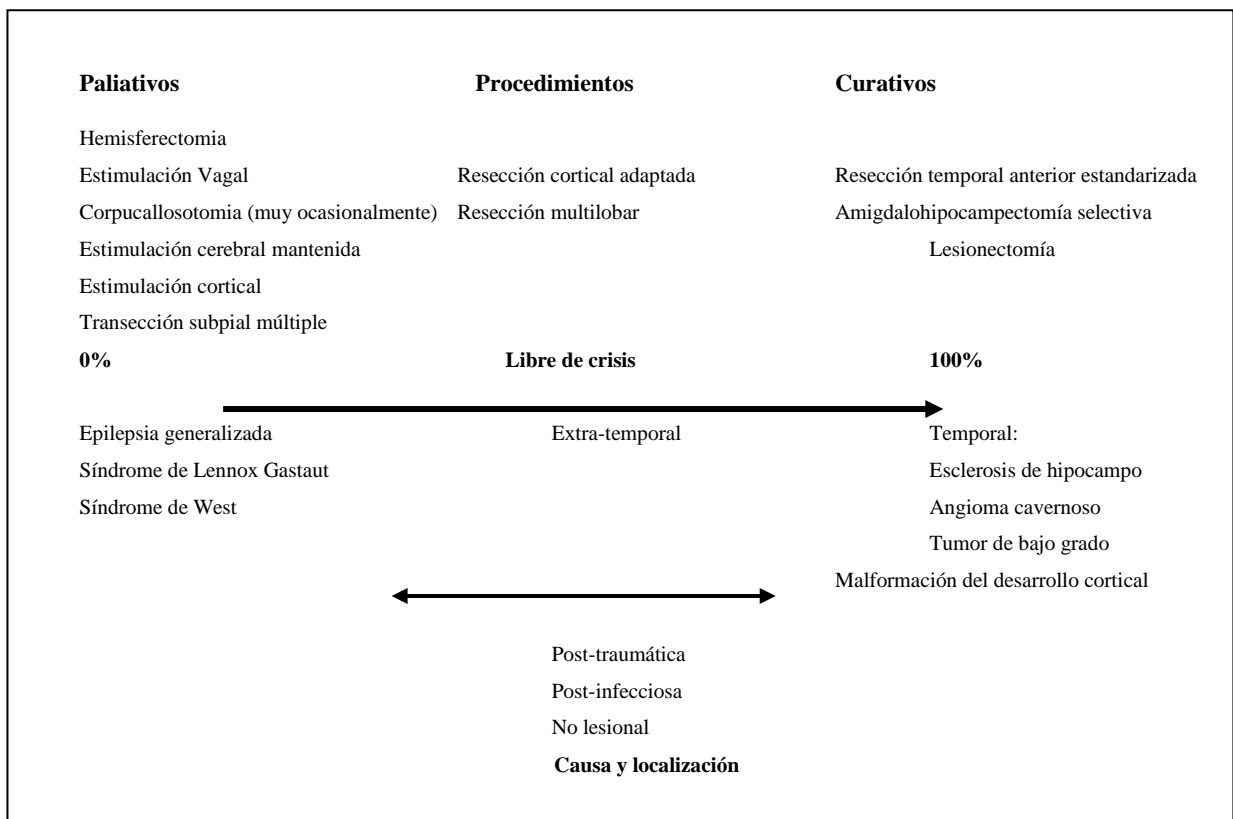 Paliativos Procedimientos Curativos
Hemisferectomia
Estimulación Vagal Resección cortical adaptada Resección temporal anterior estandarizada
Corpucallosotomia (muy ocasionalmente) Resección multilobar Amigdalohipocampectomía selectiva
Estimulación cerebral mantenida Lesionectomía
Estimulación cortical
Transección subpial múltiple
0% Libre de crisis 100%
Epilepsia generalizada Extra-temporal Temporal:
Síndrome de Lennox Gastaut Esclerosis de hipocampo
Síndrome de West Angioma cavernoso
Tumor de bajo grado
Malformación del desarrollo cortical
Post-traumática
Post-infecciosa
No lesional
Causa y localización